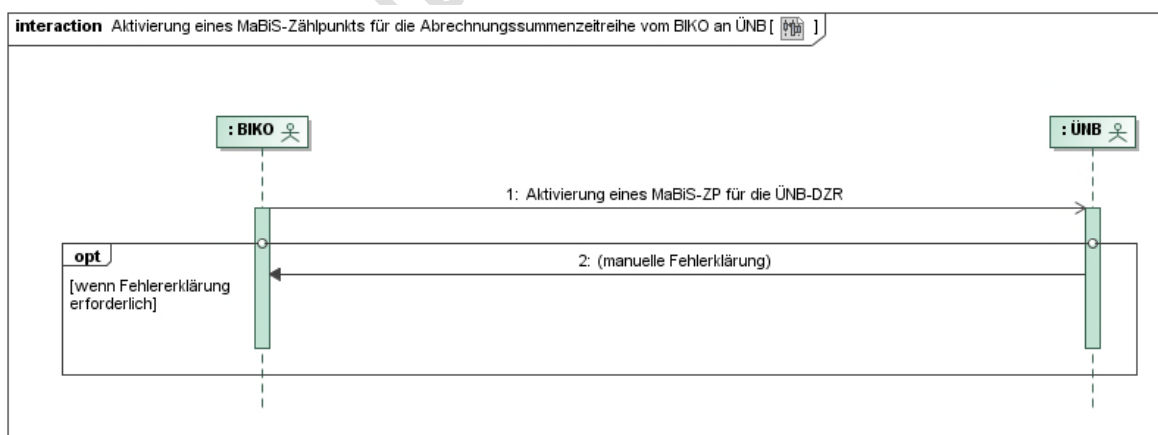 interaction Aktivierung eines MaBiS-Zählpunkts für die Abrechnungssummenzeitreihe vom BIKO an ÜNB [ ]
: BIKO
: ÜNB
1: Aktivierung eines MaBiS-ZP für die ÜNB-DZR
opt
2: (manuelle Fehlerklärung)
[wenn Fehlererklärung
erforderlich]